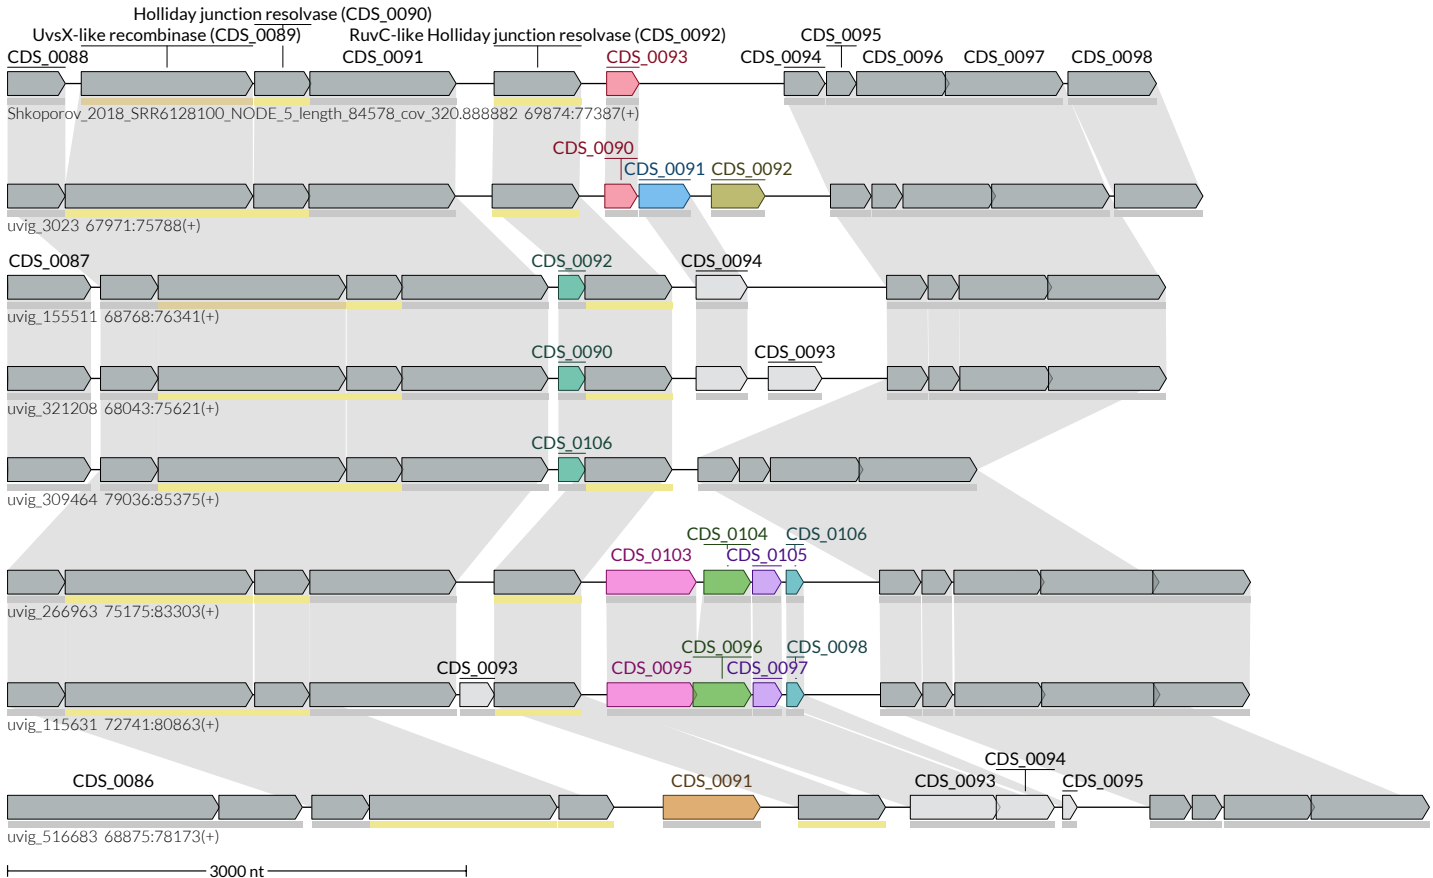 Holliday junction resolvase (CDS_0090)
UvsX-like recombinase (CDS_0089) RuvC-like Holliday junction resolvase (CDS_0092) CDS_0095
CDS_0088 CDS_0091 CDS_0093 CDS_0094 CDS_0096 CDS_0097 CDS_0098
Shkoporov_2018_SRR6128100_NODE_5_length_84578_cov_320.888882 69874:77387(+)
CDS_0090
CDS_0091 CDS_0092
uvig_3023 67971:75788(+)
CDS_0087 CDS_0092 CDS_0094
uvig_155511 68768:76341(+)
CDS_0090 CDS_0093
uvig_321208 68043:75621(+)
CDS_0106
uvig_309464 79036:85375(+)
CDS_0104 CDS_0106
CDS_0103 CDS_0105
uvig_266963 75175:83303(+)
CDS_0096 CDS_0098
CDS_0093 CDS_0095 CDS_0097
uvig_115631 72741:80863(+)
CDS_0094
CDS_0086 CDS_0091 CDS_0093 CDS_0095
uvig_516683 68875:78173(+)
3000 nt